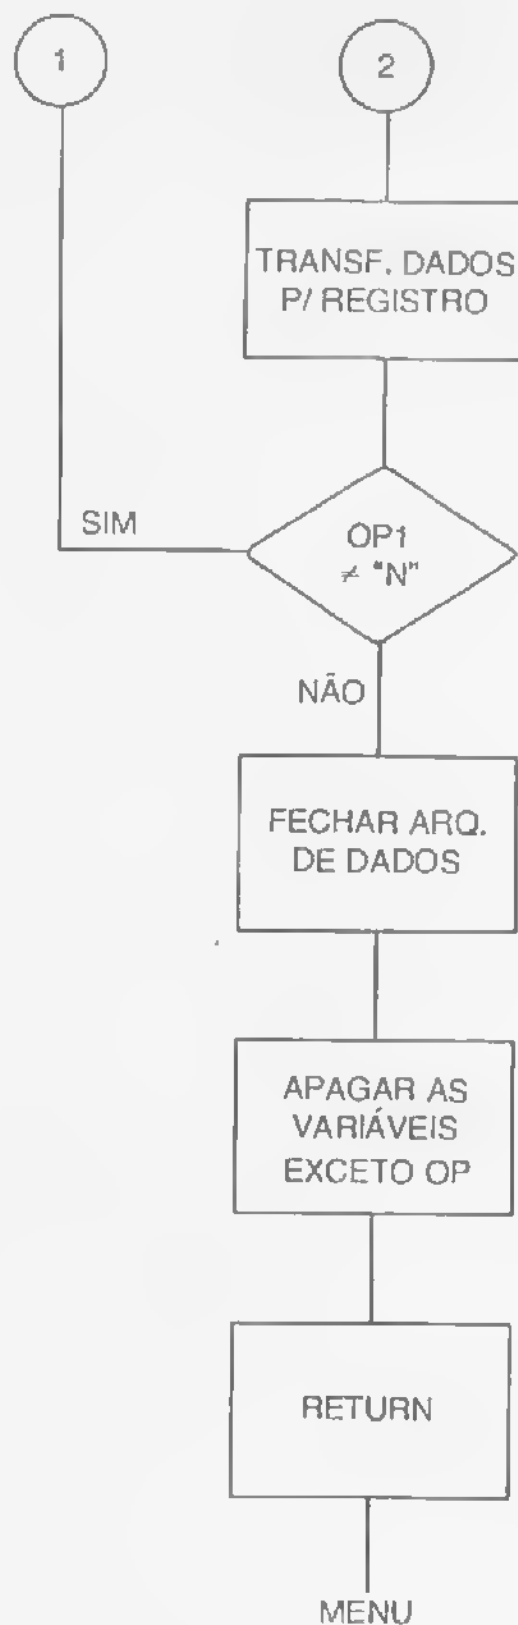 1
2
TRANSF. DADOS
P/ REGISTRO
SIM
OP1
≠ "N"
NÃO
FECHAR ARQ.
DE DADOS
APAGAR AS
VARIÁVEIS
EXCETO OP
RETURN
MENU